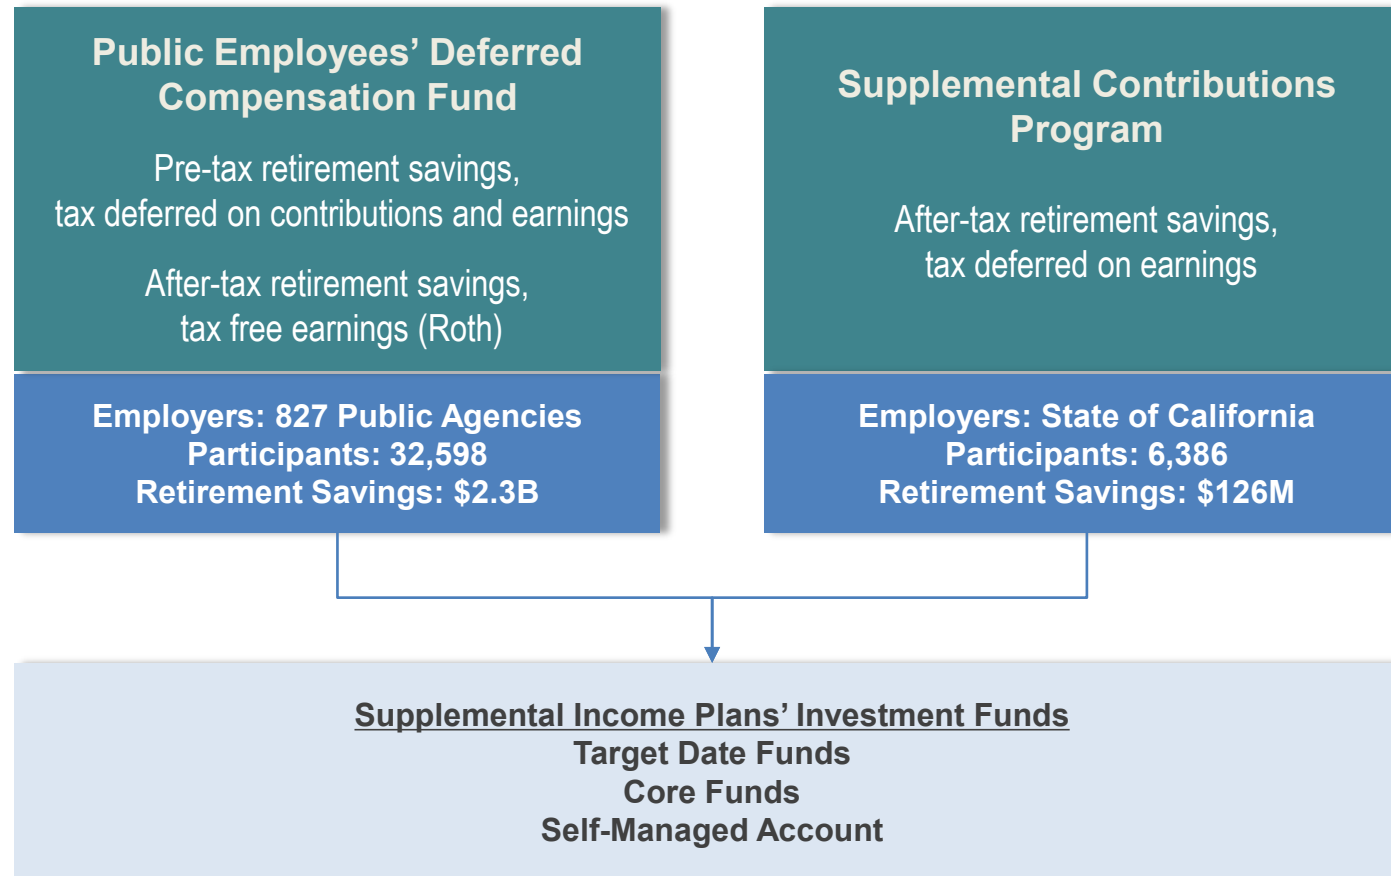 Public Employees’ Deferred
Compensation Fund
Pre-tax retirement savings,
tax deferred on contributions and earnings
After-tax retirement savings,
tax free earnings (Roth)
Employers: 827 Public Agencies
Participants: 32,598
Retirement Savings: $2.3B
Supplemental Contributions
Program
After-tax retirement savings,
tax deferred on earnings
Employers: State of California
Participants: 6,386
Retirement Savings: $126M
Supplemental Income Plans’ Investment Funds
Target Date Funds
Core Funds
Self-Managed Account